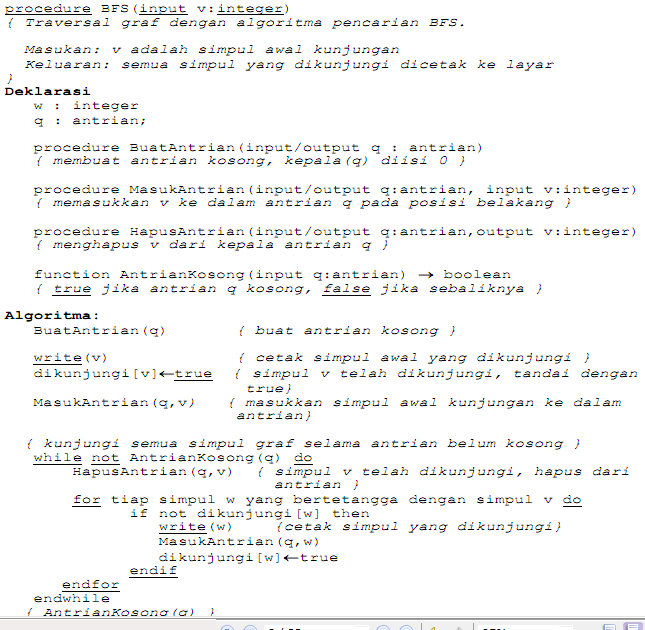 procedure BFS(input v:integer)
{ Traversal graf dengan algoritma pencarian BFS.
Masukan: v adalah simpul awal kunjungan
Keluaran: semua simpul yang dikunjungi dicetak ke layar
}
Deklarasi
w : integer
q : antrian;
procedure BuatAntrian(input/output q : antrian)
{ membuat antrian kosong, kepala(q) diisi 0 }
procedure MasukAntrian(input/output q:antrian, input v:integer)
{ memasukkan v ke dalam antrian q pada posisi belakang }
procedure HapusAntrian(input/output q:antrian,output v:integer)
{ menghapus v dari kepala antrian q }
function AntrianKosong(input q:antrian) → boolean
{ true jika antrian q kosong, false jika sebaliknya }
Algoritma:
BuatAntrian(q) { buat antrian kosong }
write(v) { cetak simpul awal yang dikunjungi }
dikunjungi[v]←true { simpul v telah dikunjungi, tandai dengan
true}
MasukAntrian(q,v) { masukkan simpul awal kunjungan ke dalam
antrian}
{ kunjungi semua simpul graf selama antrian belum kosong }
while not AntrianKosong(q) do
HapusAntrian(q,v) { simpul v telah dikunjungi, hapus dari
antrian }
for tiap simpul w yang bertetangga dengan simpul v do
if not dikunjungi[w] then
write(w) {cetak simpul yang dikunjungi}
MasukAntrian(q,w)
dikunjungi[w]←true
endif
endfor
endwhile
{ AntrianKosong(q) }